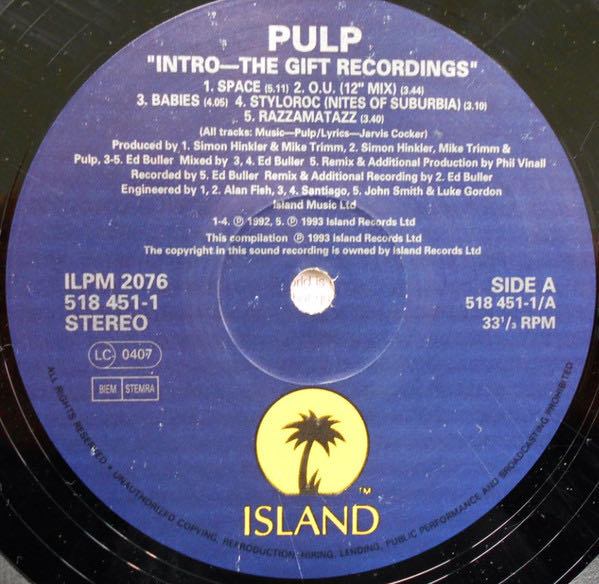 PULP
"INTRO—THE GIFT RECORDINGS"
1. SPACE (5.11) 2. O.U. (12" MIX) (3.44)
3. BABIES (4.05) 4. STYLOROC (NITES OF SUBURBIA) (3.10)
5. RAZZAMATAZZ (3.40)
(All tracks: Music—Pulp/Lyrics—Jarvis Cocker)
Produced by 1. Simon Hinkler & Mike Trimm, 2. Simon Hinkler, Mike Trimm &
Pulp, 3-5. Ed Buller Mixed by 3, 4. Ed Buller 5. Remix & Additional Production by Phil Vinall
Recorded by 5. Ed Buller Remix & Additional Recording by 2. Ed Buller
Engineered by 1, 2. Alan Fish, 3, 4. Santiago, 5. John Smith & Luke Gordon
Island Music Ltd
1-4. ℗ 1992, 5. ℗ 1993 Island Records Ltd
This compilation ℗ 1993 Island Records Ltd
The copyright in this sound recording is owned by Island Records Ltd
ILPM 2076
518 451-1
STEREO
LC 0407
BIEM STEMRA
SIDE A
518 451-1/A
33¹/₃ RPM
TM
ISLAND
ALL RIGHTS RESERVED • UNAUTHORIZED COPYING, REPRODUCTION, HIRING, LENDING, PUBLIC PERFORMANCE AND BROADCASTING PROHIBITED